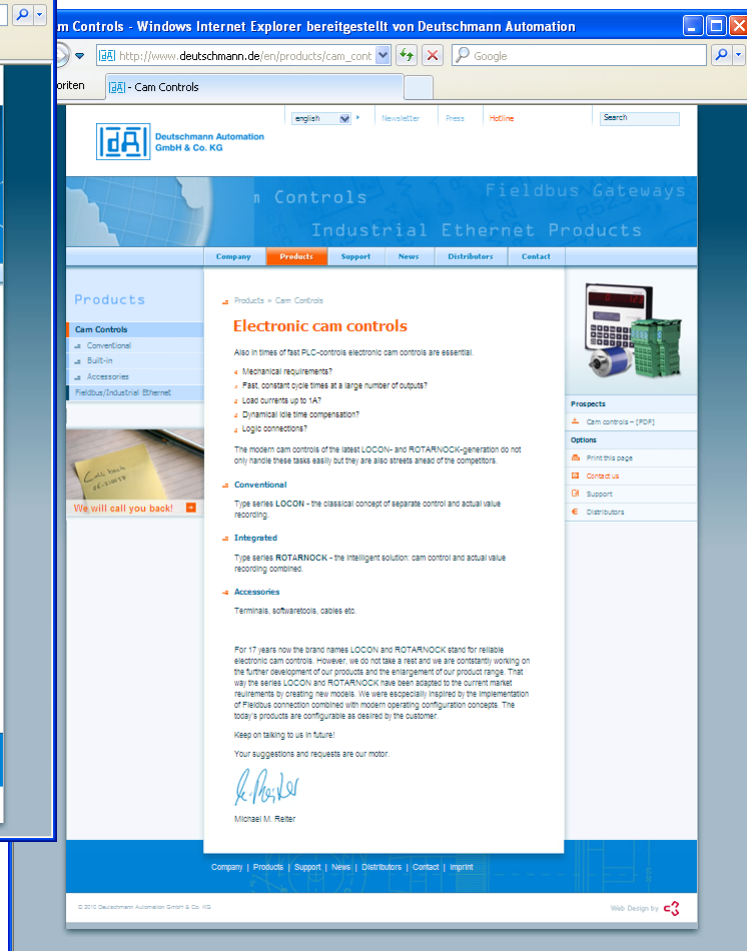 m Controls - Windows Internet Explorer bereitgestellt von Deutschmann Automation
http://www.deutschmann.de/en/products/cam_cont
Google
oriten
- Cam Controls
english
Newsletter
Press
Hotline
Search
dA
Deutschmann Automation
GmbH & Co. KG
m Controls
Fieldbus Gateways
Industrial Ethernet Products
Company
Products
Support
News
Distributors
Contact
Products
Cam Controls
Conventional
Built-in
Accessories
Fieldbus/Industrial Ethernet
Call back
We will call you back!
Products » Cam Controls
Electronic cam controls
Also in times of fast PLC-controls electronic cam controls are essential.
Mechanical requirements?
Fast, constant cycle times at a large number of outputs?
Load currents up to 1A?
Dynamical idle time compensation?
Logic connections?
The modern cam controls of the latest LOCON- and ROTARNOCK-generation do not
only handle these tasks easily but they are also streets ahead of the competitors.
Conventional
Type series LOCON - the classical concept of separate control and actual value
recording.
Integrated
Type series ROTARNOCK - the intelligent solution: cam control and actual value
recording combined.
Accessories
Terminals, softwaretools, cables etc.
For 17 years now the brand names LOCON and ROTARNOCK stand for reliable
electronic cam controls. However, we do not take a rest and we are contstantly working on
the further development of our products and the enlargement of our product range. That
way the series LOCON and ROTARNOCK have been adapted to the current market
reuirements by creating new models. We were escpecially inspired by the implementation
of Fieldbus connection combined with modern operating configuration concepts. The
today's products are configurable as desired by the customer.
Keep on talking to us in future!
Your suggestions and requests are our motor.
Michael M. Reiter
Prospects
Cam controls – [PDF]
Options
Print this page
Contact us
Support
Distributors
Company | Products | Support | News | Distributors | Contact | Imprint
© 2010 Deutschmann Automation GmbH & Co. KG
Web Design by